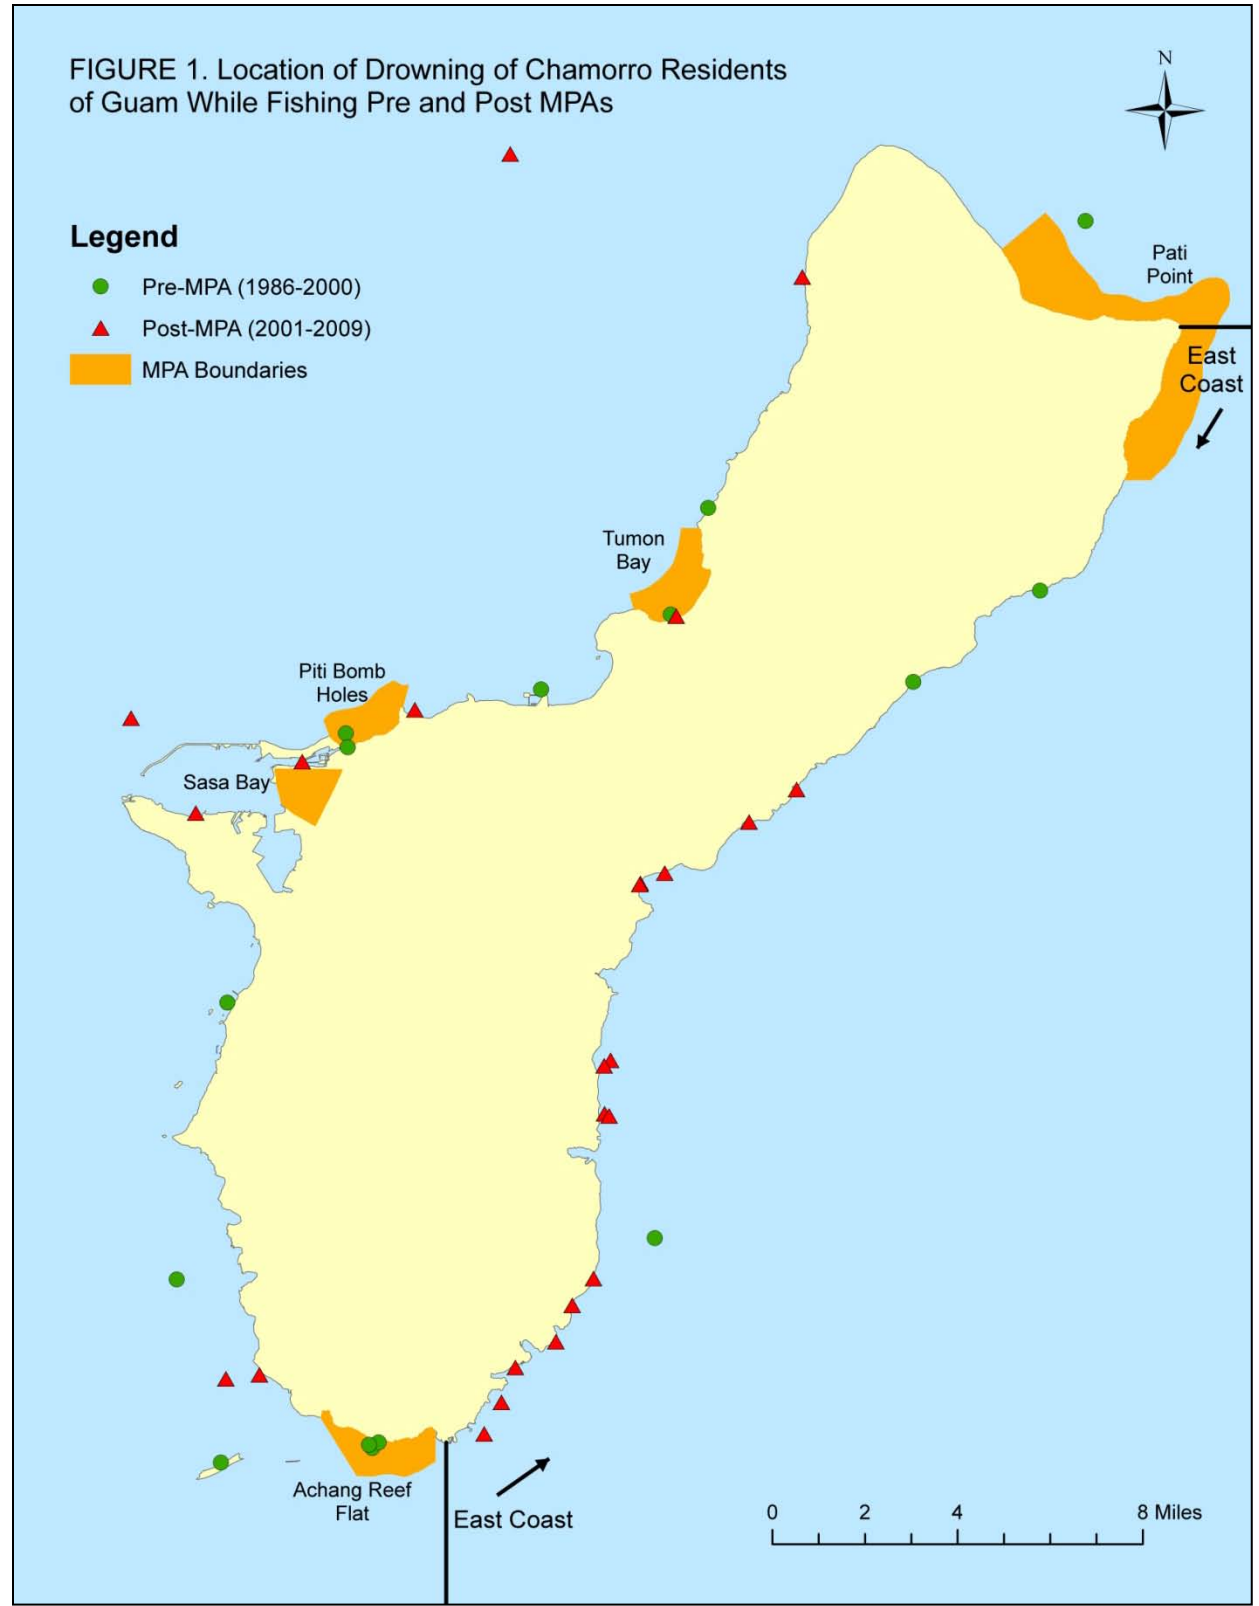 FIGURE 1. Location of Drowning of Chamorro Residents
of Guam While Fishing Pre and Post MPAs
N
Legend
Pre-MPA (1986-2000)
Post-MPA (2001-2009)
MPA Boundaries
Pati
Point
East
Coast
Tumon
Bay
Piti Bomb
Holes
Sasa Bay
Achang Reef
Flat
East Coast
0 2 4 8 Miles